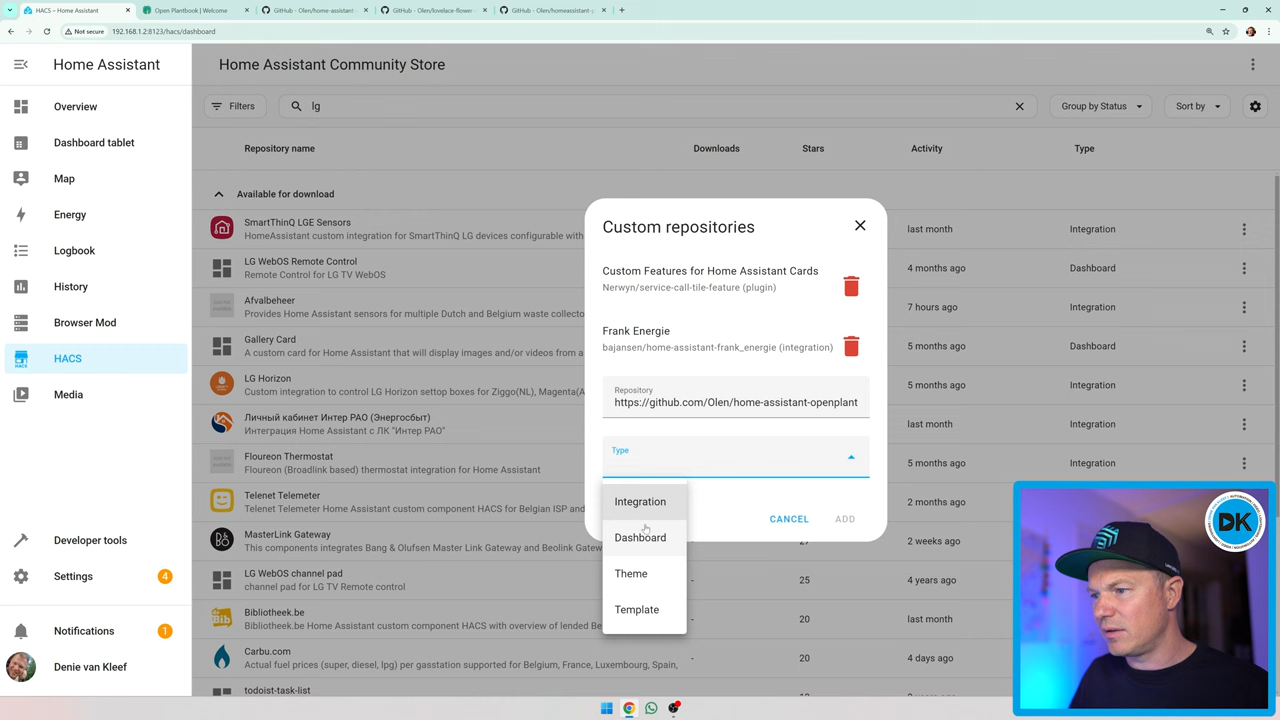 HACS – Home Assistant
Open Plantbook | Welcome
GitHub - Olen/home-assistant-
GitHub - Olen/lovelace-flower-
GitHub - Olen/homeassistant-
Not secure
192.168.1.2:8123/hacs/dashboard
Home Assistant
Home Assistant Community Store
Overview
Dashboard tablet
Map
Energy
Logbook
History
Browser Mod
HACS
Media
Developer tools
Settings
4
Notifications
1
Denie van Kleef
Filters
lg
Group by Status
Sort by
Repository name
Downloads
Stars
Activity
Type
Available for download
SmartThinQ LGE Sensors
HomeAssistant custom integration for SmartThinQ LG devices configurable with
last month
Integration
LG WebOS Remote Control
Remote Control for LG TV WebOS
4 months ago
Dashboard
Afvalbeheer
Provides Home Assistant sensors for multiple Dutch and Belgium waste collecto
7 hours ago
Integration
Gallery Card
A custom card for Home Assistant that will display images and/or videos from a
5 months ago
Dashboard
LG Horizon
Custom integration to control LG Horizon settop boxes for Ziggo(NL), Magenta(A
5 months ago
Integration
Личный кабинет Интер РАО (Энергосбыт)
Интеграция Home Assistant с ЛК "Интер РАО"
last month
Integration
Floureon Thermostat
Floureon (Broadlink based) thermostat integration for Home Assistant
5 months ago
Integration
Telenet Telemeter
Home Assistant custom component HACS for Belgian ISP and
2 months ago
MasterLink Gateway
This components integrates Bang & Olufsen Master Link Gateway and Beolink Gatew
27
2 weeks ago
LG WebOS channel pad
channel pad for LG TV Remote control
-
25
4 years ago
Bibliotheek.be
Bibliotheek.be Home Assistant custom component HACS with overview of lended Be
-
20
last month
Carbu.com
Actual fuel prices (super, diesel, lpg) per gasstation supported for Belgium, France, Luxembourg, Spain,
-
20
4 days ago
todoist-task-list
Custom repositories
Custom Features for Home Assistant Cards
Nerwyn/service-call-tile-feature (plugin)
Frank Energie
bajansen/home-assistant-frank_energie (integration)
Repository
https://github.com/Olen/home-assistant-openplant
Type
Integration
Dashboard
Theme
Template
CANCEL
ADD
DK